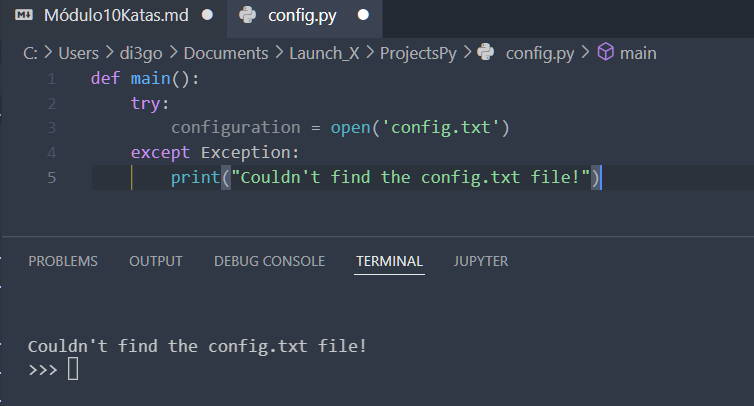 Módulo10Katas.md config.py
C: > Users > di3go > Documents > Launch_X > ProjectsPy > config.py > main
1 def main():
2 try:
3 configuration = open('config.txt')
4 except Exception:
5 print("Couldn't find the config.txt file!")
PROBLEMS OUTPUT DEBUG CONSOLE TERMINAL JUPYTER
Couldn't find the config.txt file!
>>>